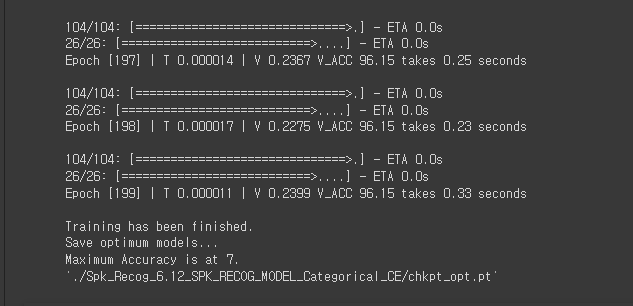 104/104: [==============================>.] - ETA 0.0s
26/26: [===========================>....] - ETA 0.0s
Epoch [197] | T 0.000014 | V 0.2367 V_ACC 96.15 takes 0.25 seconds
104/104: [==============================>.] - ETA 0.0s
26/26: [===========================>....] - ETA 0.0s
Epoch [198] | T 0.000017 | V 0.2275 V_ACC 96.15 takes 0.23 seconds
104/104: [==============================>.] - ETA 0.0s
26/26: [===========================>....] - ETA 0.0s
Epoch [199] | T 0.000011 | V 0.2399 V_ACC 96.15 takes 0.33 seconds
Training has been finished.
Save optimum models...
Maximum Accuracy is at 7.
'./Spk_Recog_6.12_SPK_RECOG_MODEL_Categorical_CE/chkpt_opt.pt'